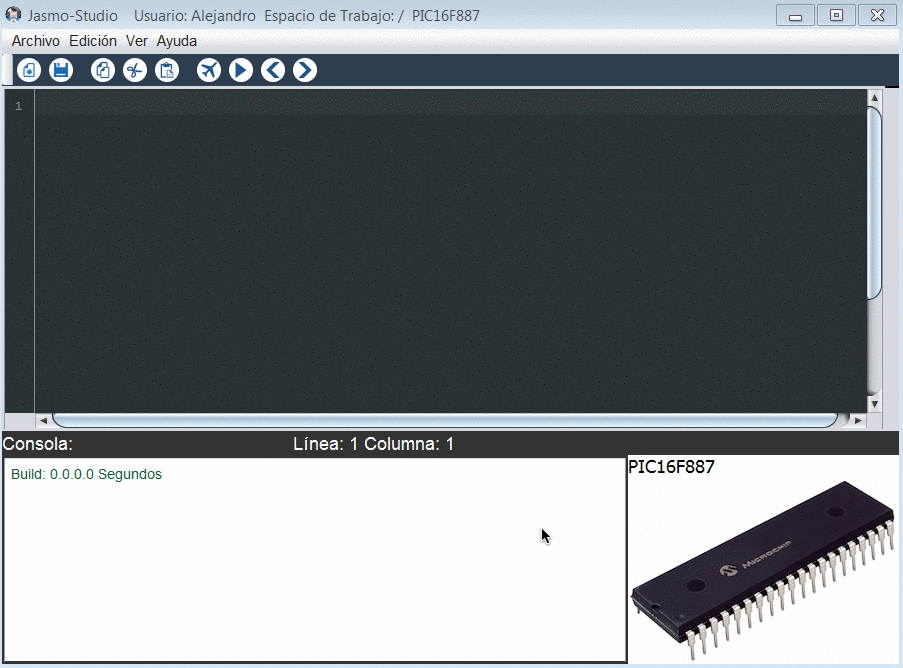 Jasmo-Studio Usuario: Alejandro Espacio de Trabajo: / PIC16F887
Archivo Edición Ver Ayuda
1
Consola: Línea: 1 Columna: 1
Build: 0.0.0.0 Segundos
PIC16F887
MICROCHIP